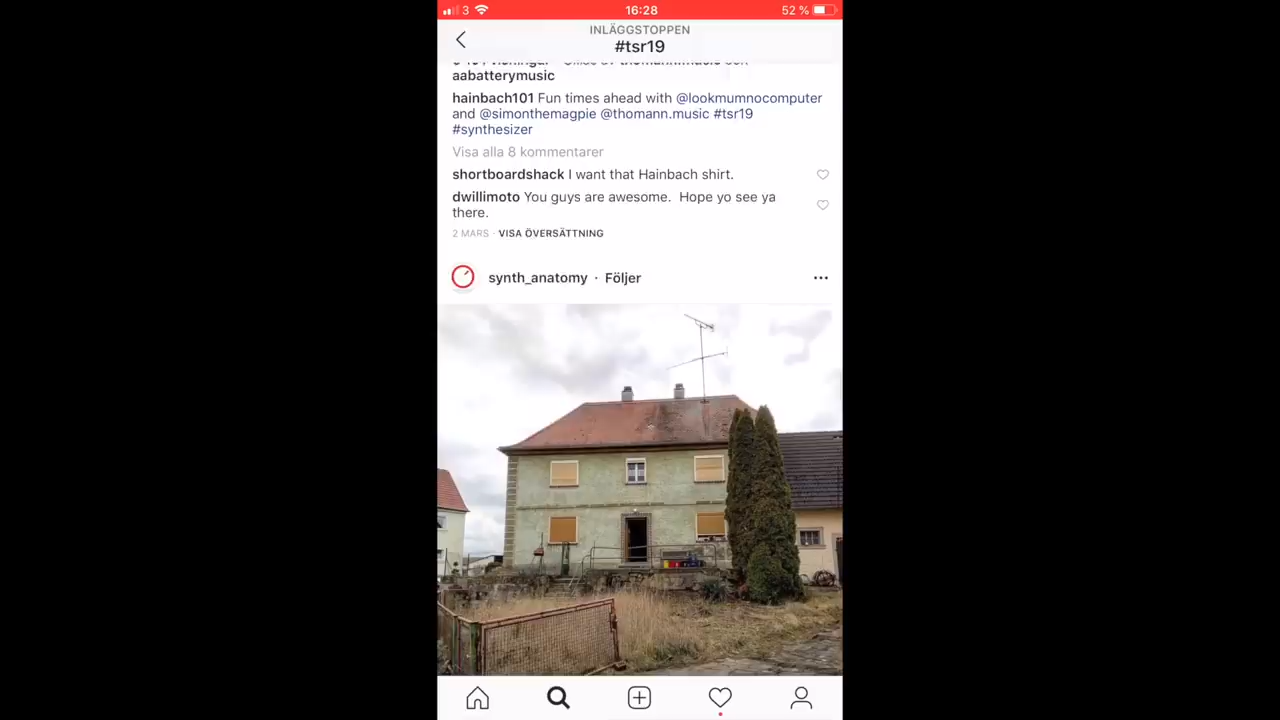 3
16:28
52 %
INLÄGGSTOPPEN
#tsr19
aabatterymusic
hainbach101 Fun times ahead with @lookmumnocomputer
and @simonthemagpie @thomann.music #tsr19
#synthesizer
Visa alla 8 kommentarer
shortboardshack I want that Hainbach shirt.
dwillimoto You guys are awesome.  Hope yo see ya
there.
2 MARS · VISA ÖVERSÄTTNING
synth_anatomy · Följer